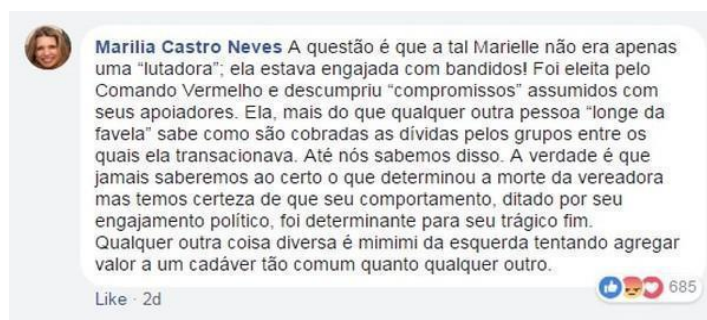 Marilia Castro Neves A questão é que a tal Marielle não era apenas
uma “lutadora”; ela estava engajada com bandidos! Foi eleita pelo
Comando Vermelho e descumpriu “compromissos” assumidos com
seus apoiadores. Ela, mais do que qualquer outra pessoa “longe da
favela” sabe como são cobradas as dívidas pelos grupos entre os
quais ela transacionava. Até nós sabemos disso. A verdade é que
jamais saberemos ao certo o que determinou a morte da vereadora
mas temos certeza de que seu comportamento, ditado por seu
engajamento político, foi determinante para seu trágico fim.
Qualquer outra coisa diversa é mimimi da esquerda tentando agregar
valor a um cadáver tão comum quanto qualquer outro.
685
Like · 2d